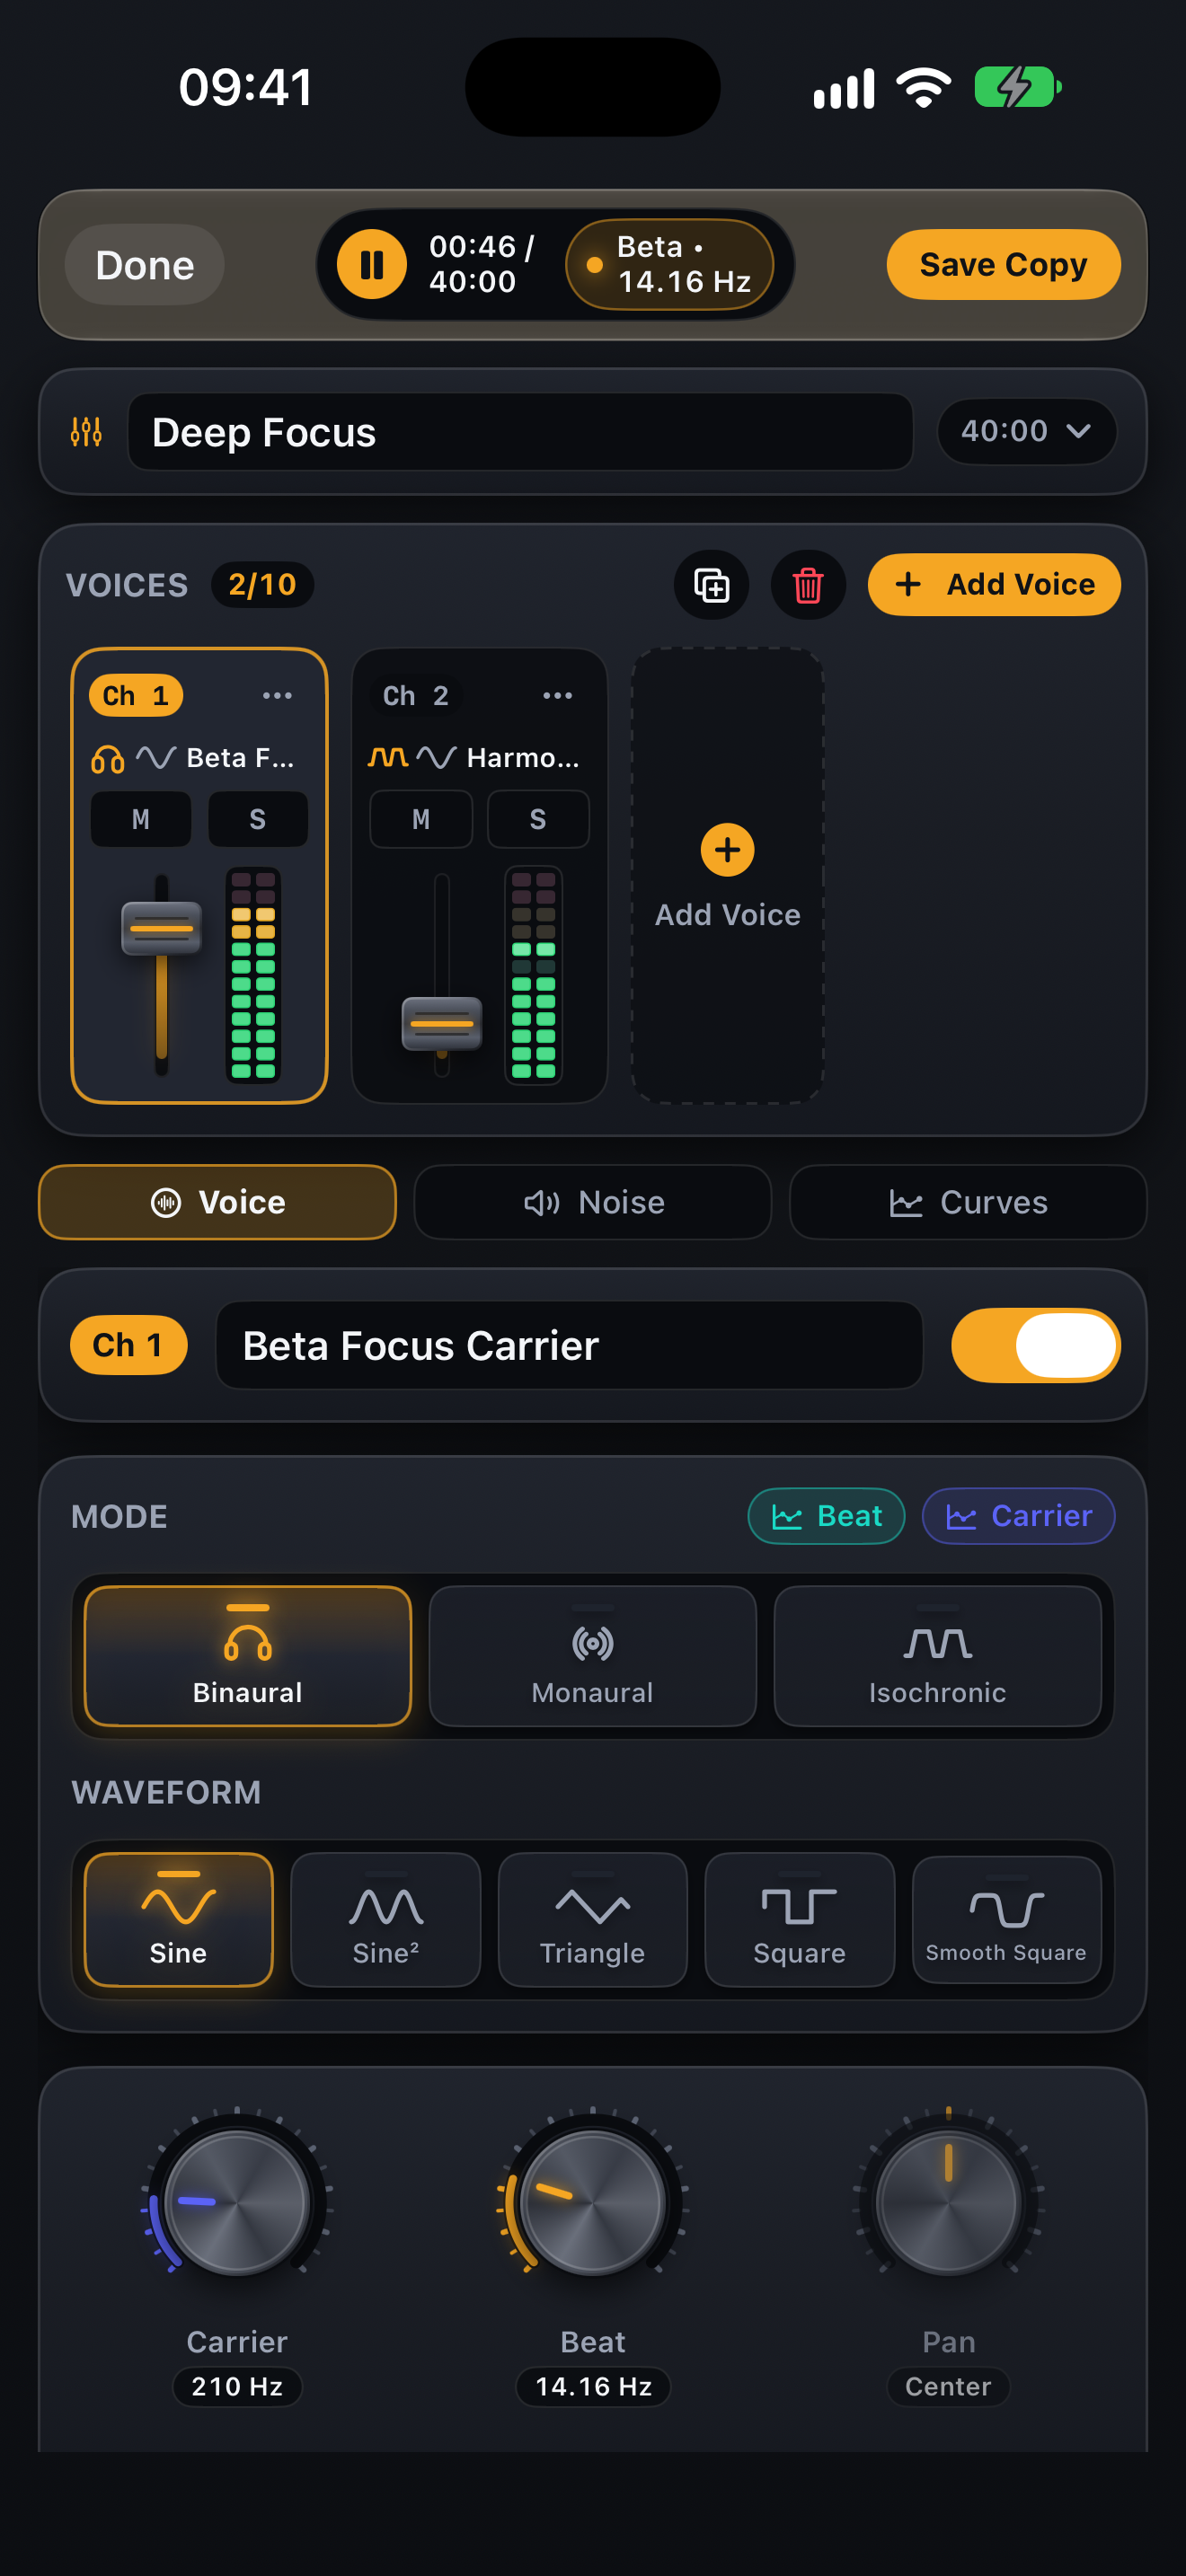 09:41
Done
00:46 /
40:00
Beta •
14.16 Hz
Save Copy
Deep Focus
40:00
VOICES
2/10
Add Voice
Ch 1
Ch 2
Beta F...
Harmo...
M
S
M
S
Add Voice
Voice
Noise
Curves
Ch 1
Beta Focus Carrier
MODE
Beat
Carrier
Binaural
Monaural
Isochronic
WAVEFORM
Sine
Sine²
Triangle
Square
Smooth Square
Carrier
Beat
Pan
210 Hz
14.16 Hz
Center